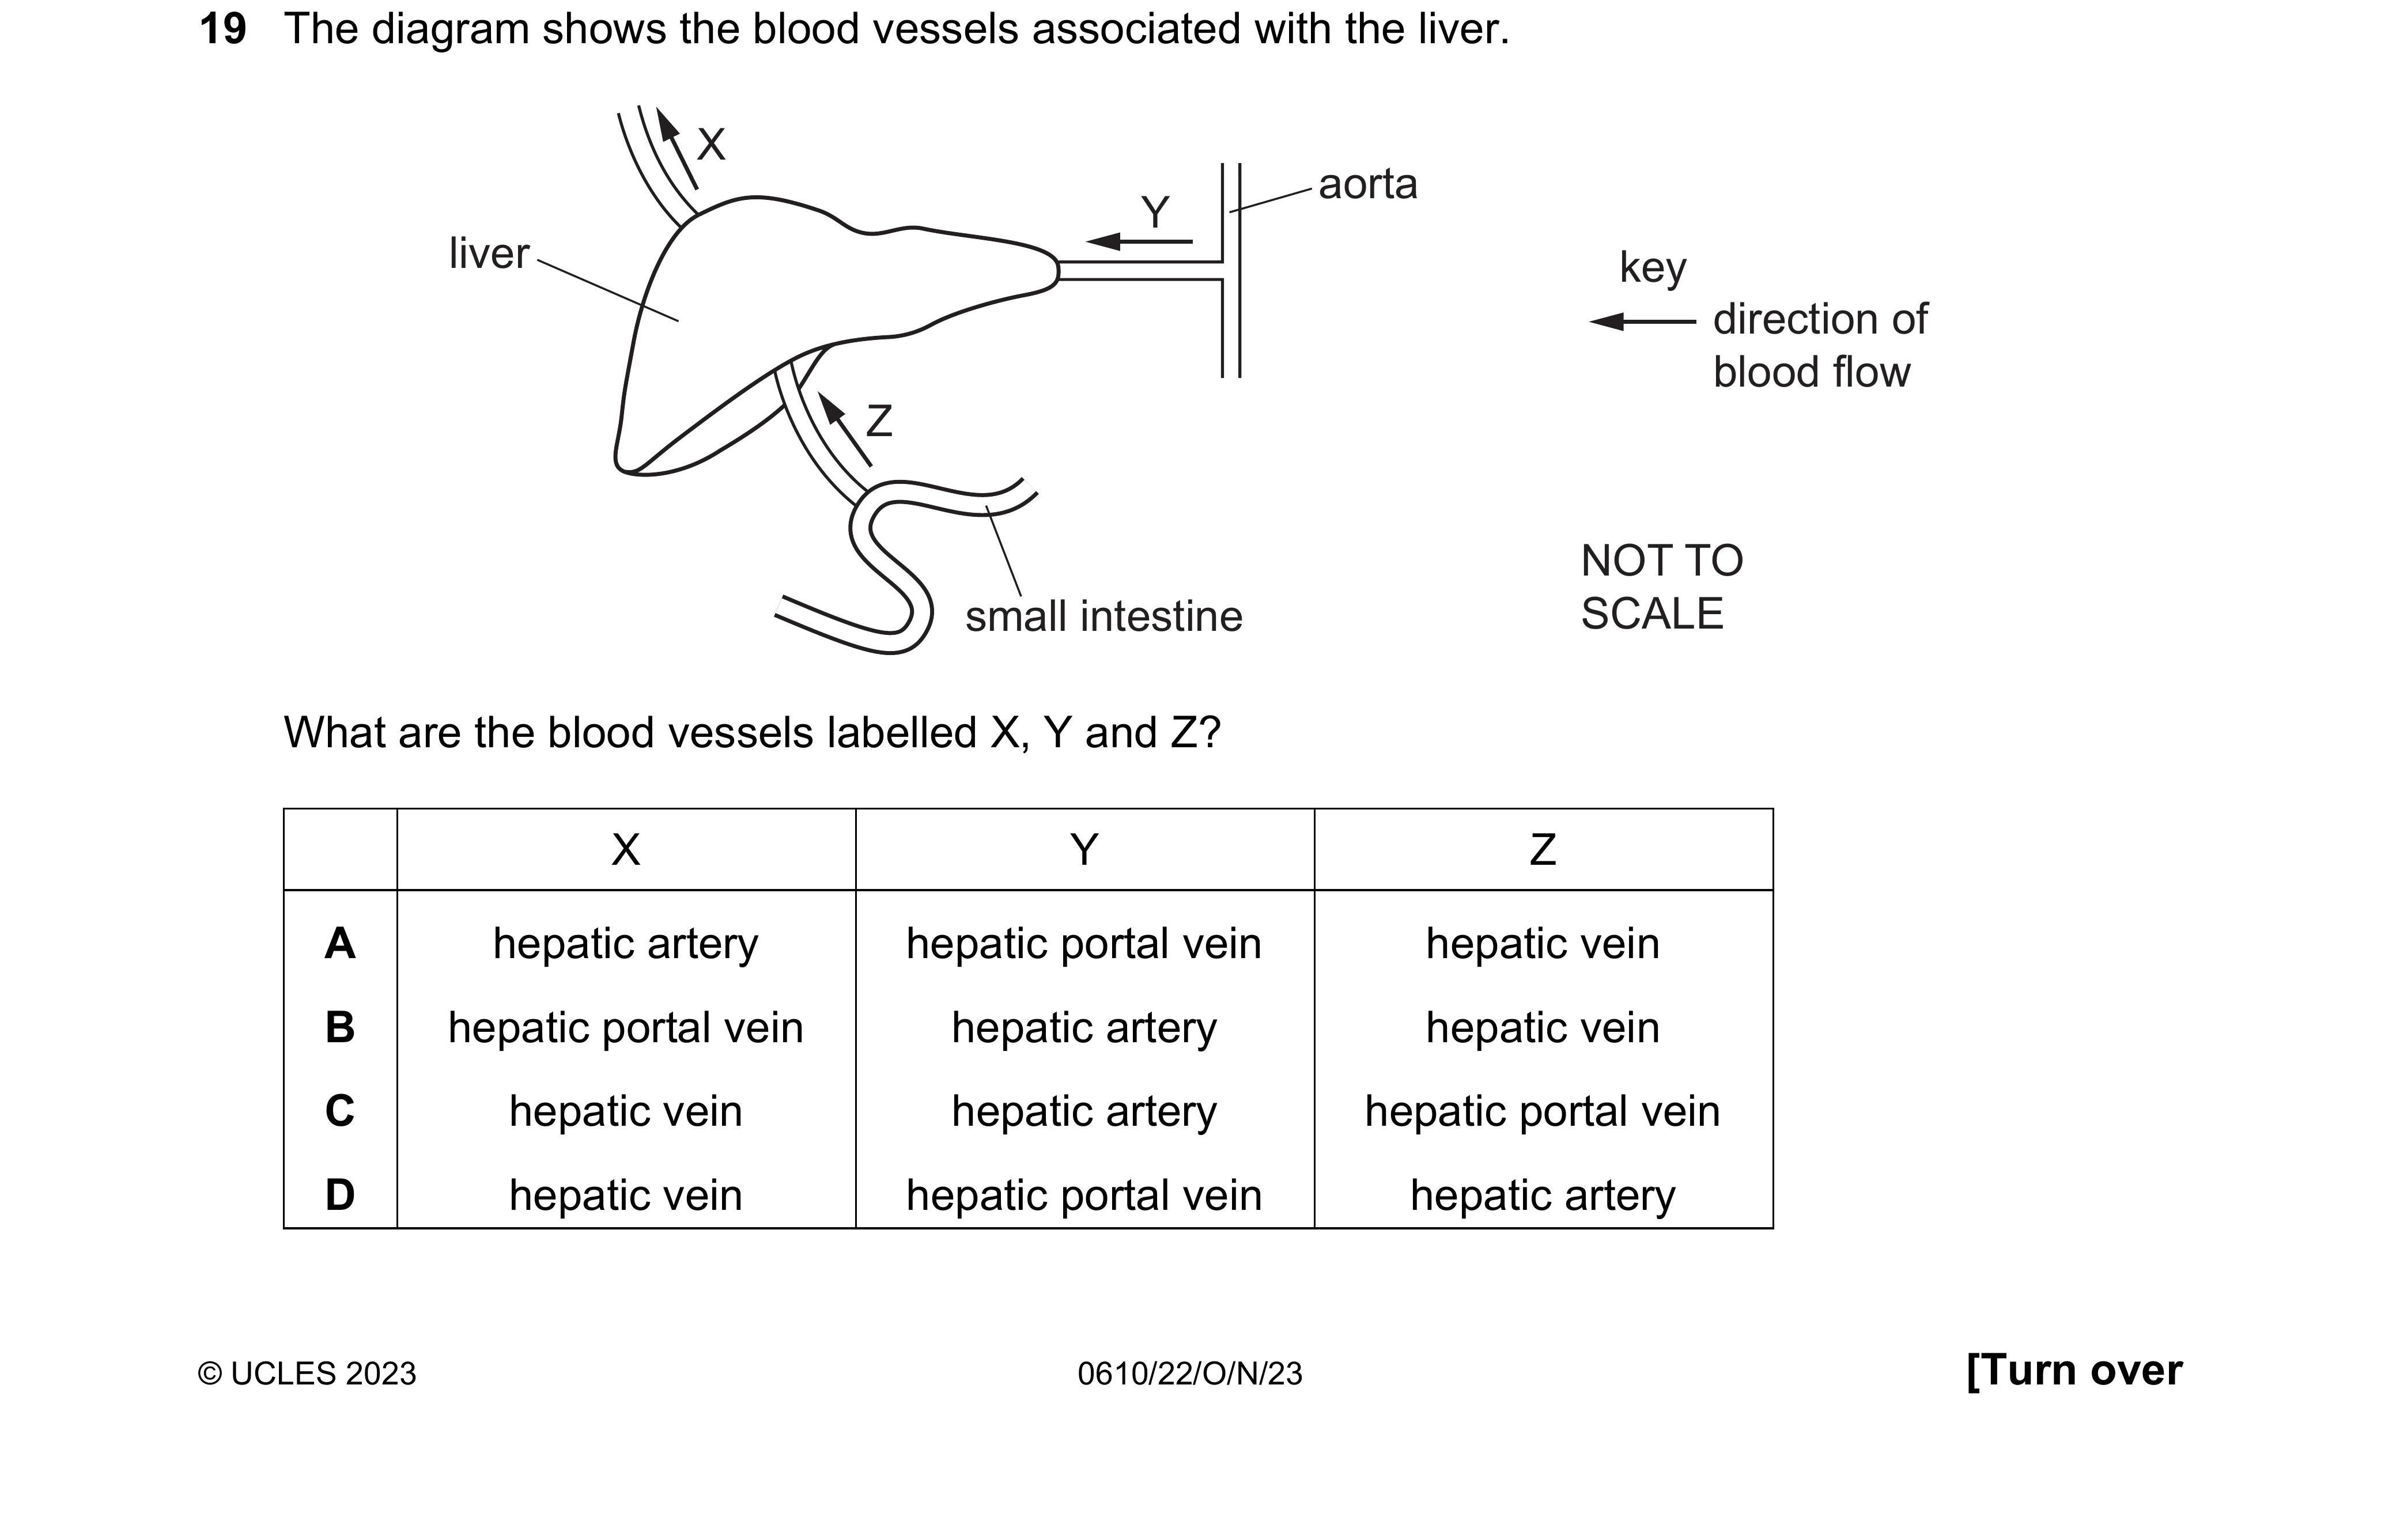 19 The diagram shows the blood vessels associated with the liver.
X
aorta
Y
liver
key
direction of
blood flow
Z
NOT TO
SCALE
small intestine
What are the blood vessels labelled X, Y and Z?
X Y Z
A hepatic artery hepatic portal vein hepatic vein
B hepatic portal vein hepatic artery hepatic vein
C hepatic vein hepatic artery hepatic portal vein
D hepatic vein hepatic portal vein hepatic artery
© UCLES 2023 0610/22/O/N/23 [Turn over